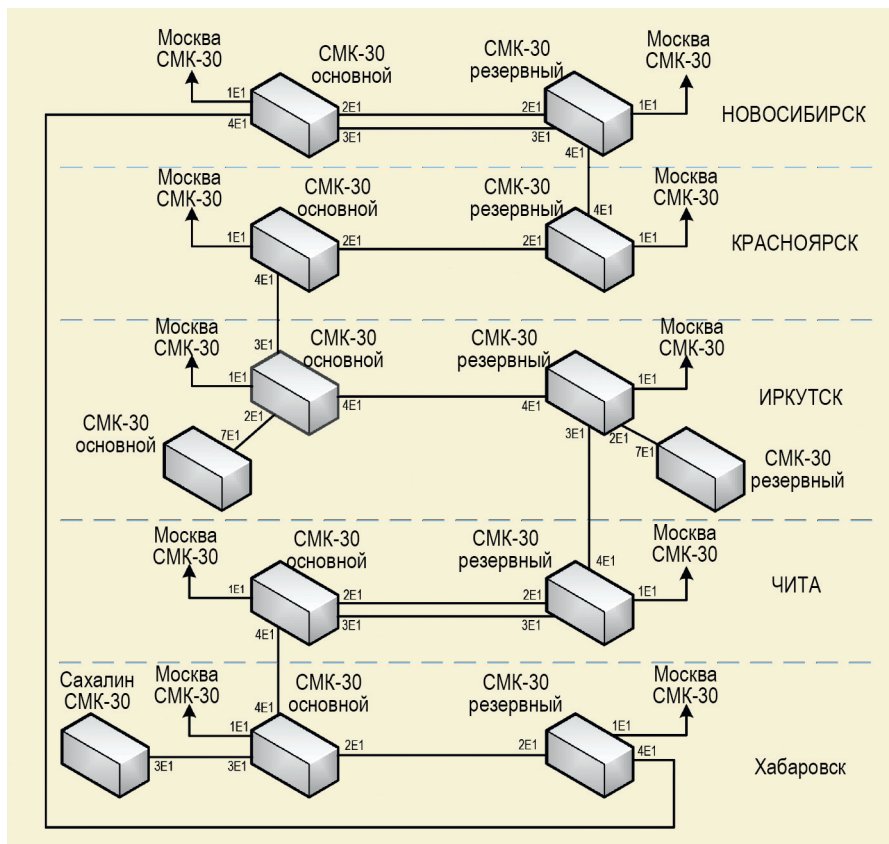 Москва
СМК-30
СМК-30
основной
СМК-30
резервный
Москва
СМК-30
1E1
4E1
2E1
3E1
2E1
3E1
4E1
1E1
НОВОСИБИРСК
Москва
СМК-30
СМК-30
основной
СМК-30
резервный
Москва
СМК-30
1E1
4E1
2E1
2E1
4E1
1E1
КРАСНОЯРСК
Москва
СМК-30
3E1
СМК-30
основной
СМК-30
резервный
Москва
СМК-30
1E1
2E1
4E1
4E1
3E1
1E1
2E1
ИРКУТСК
СМК-30
основной
7E1
7E1
СМК-30
резервный
Москва
СМК-30
СМК-30
основной
СМК-30
резервный
Москва
СМК-30
1E1
4E1
2E1
3E1
2E1
3E1
4E1
1E1
ЧИТА
Сахалин
СМК-30
Москва
СМК-30
4E1
СМК-30
основной
СМК-30
резервный
Москва
СМК-30
3E1
1E1
3E1
2E1
2E1
1E1
4E1
Хабаровск